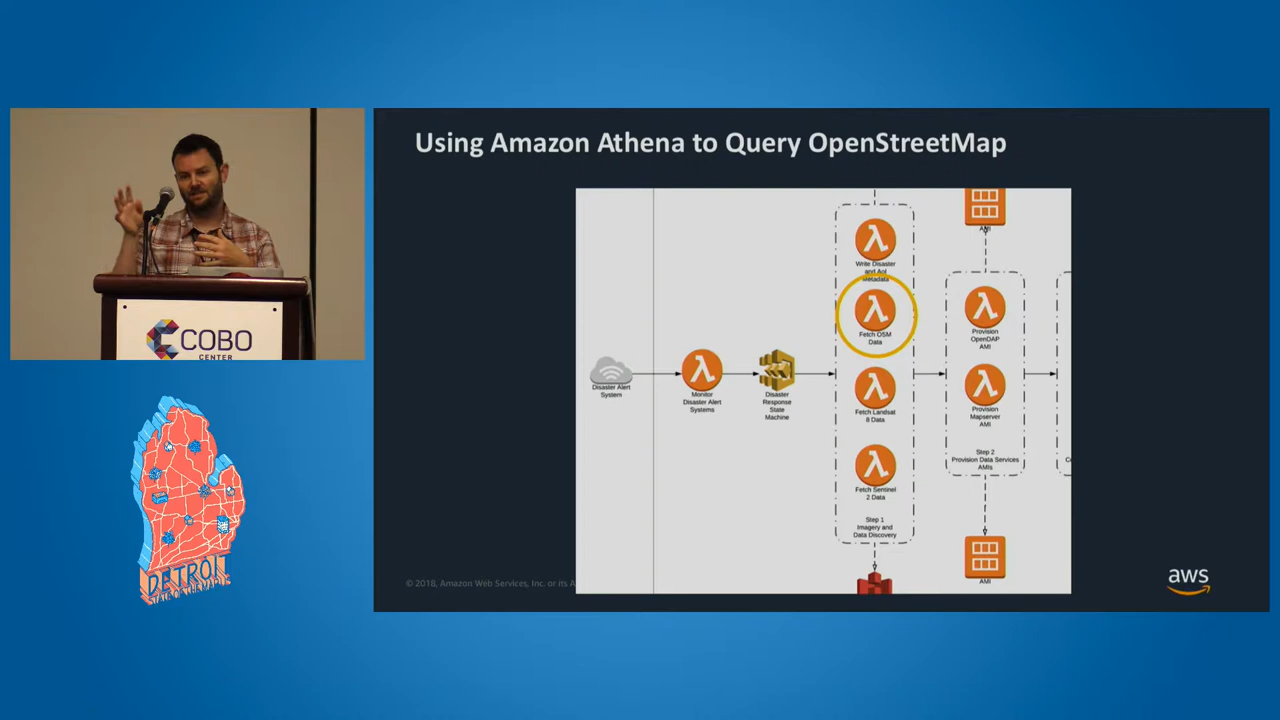 Using Amazon Athena to Query OpenStreetMap
COBO
CENTER
DETROIT
STATE OF THE MAP US
AMI
Write Disaster
and AoI
Metadata
Fetch OSM
Data
Provision
OpenDAP
AMI
Disaster Alert
System
Monitor
Disaster Alert
Systems
Disaster
Response
State
Machine
Fetch Landsat
8 Data
Provision
Mapserver
AMI
Step 2
Provision Data Services
AMIs
Fetch Sentinel
2 Data
Step 1
Imagery and
Data Discovery
AMI
© 2018, Amazon Web Services, Inc. or its A
aws